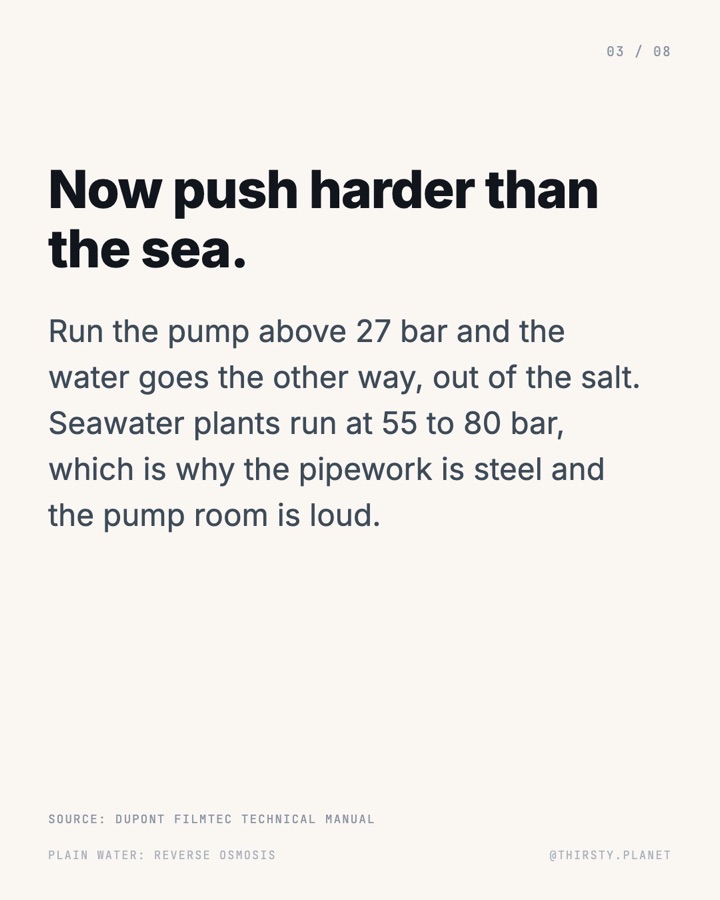 03 / 08
Now push harder than
the sea.
Run the pump above 27 bar and the
water goes the other way, out of the salt.
Seawater plants run at 55 to 80 bar,
which is why the pipework is steel and
the pump room is loud.
SOURCE: DUPONT FILMTEC TECHNICAL MANUAL
PLAIN WATER: REVERSE OSMOSIS
@THIRSTY.PLANET